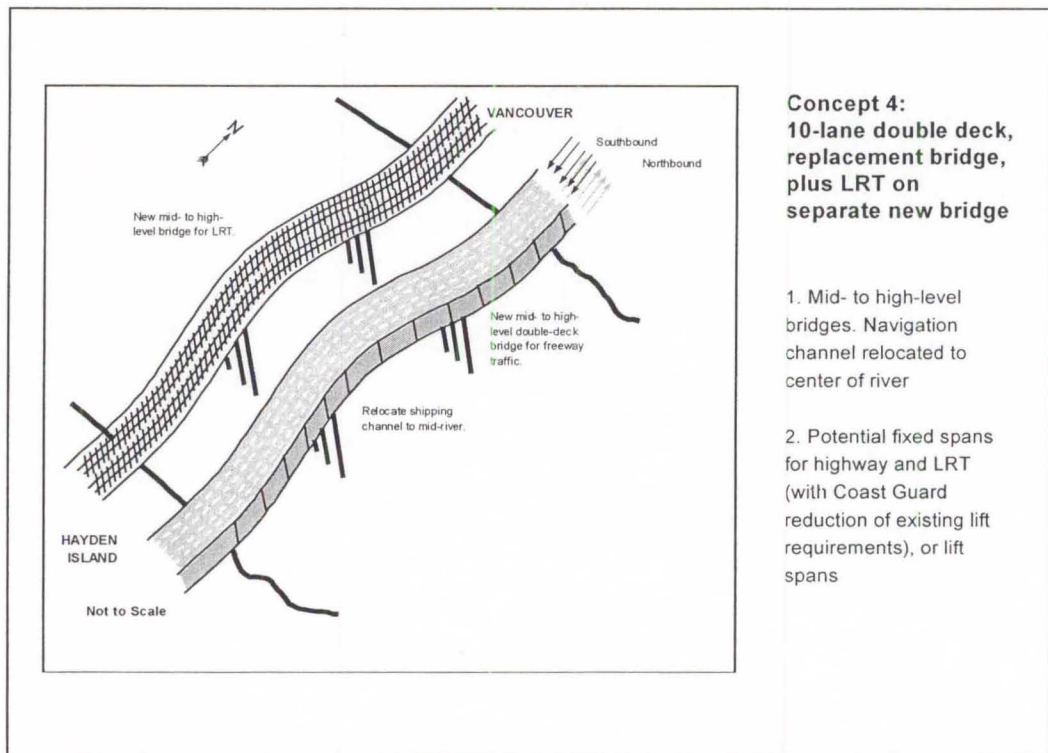 VANCOUVER
Southbound
Northbound
N
New mid- to high-
level bridge for LRT.
New mid- to high-
level double-deck
bridge for freeway
traffic.
Relocate shipping
channel to mid-river.
HAYDEN
ISLAND
Not to Scale
Concept 4:
10-lane double deck,
replacement bridge,
plus LRT on
separate new bridge
1. Mid- to high-level
bridges. Navigation
channel relocated to
center of river
2. Potential fixed spans
for highway and LRT
(with Coast Guard
reduction of existing lift
requirements), or lift
spans